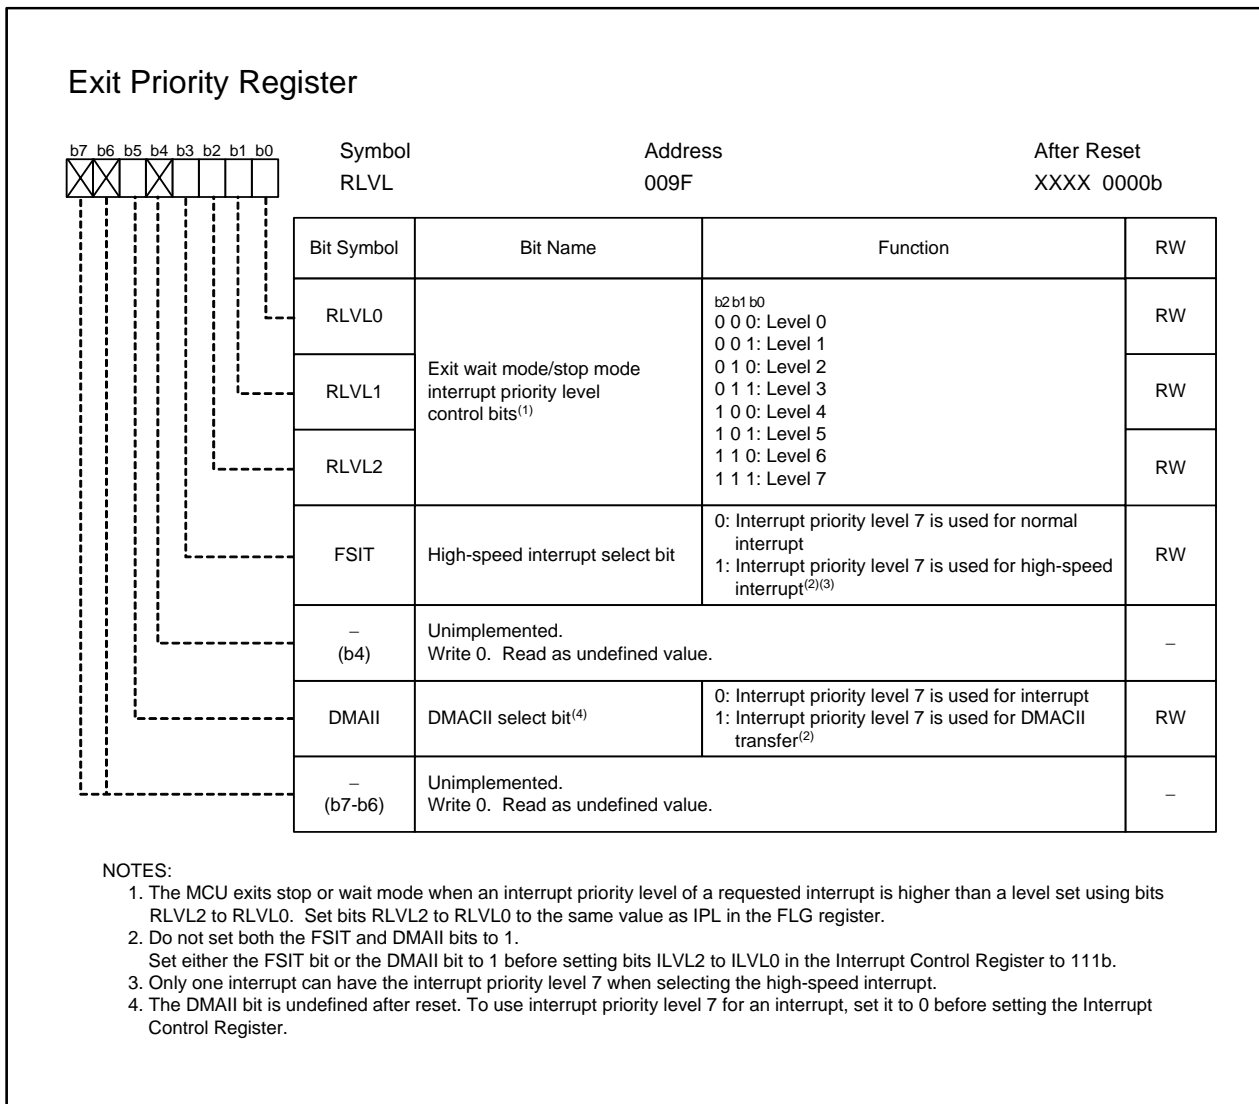 Exit Priority Register
b7 b6 b5 b4 b3 b2 b1 b0
Symbol Address After Reset
RLVL 009F XXXX 0000b
Bit Symbol Bit Name Function RW
RLVL0 RW
RLVL1 RW
RLVL2 RW
Exit wait mode/stop mode
interrupt priority level
control bits(1)
b2 b1 b0
0 0 0: Level 0
0 0 1: Level 1
0 1 0: Level 2
0 1 1: Level 3
1 0 0: Level 4
1 0 1: Level 5
1 1 0: Level 6
1 1 1: Level 7
FSIT High-speed interrupt select bit RW
0: Interrupt priority level 7 is used for normal
interrupt
1: Interrupt priority level 7 is used for high-speed
interrupt(2)(3)
–
(b4)
Unimplemented.
Write 0. Read as undefined value.
–
DMAII DMACII select bit(4) RW
0: Interrupt priority level 7 is used for interrupt
1: Interrupt priority level 7 is used for DMACII
transfer(2)
–
(b7-b6)
Unimplemented.
Write 0. Read as undefined value.
–
NOTES:
1. The MCU exits stop or wait mode when an interrupt priority level of a requested interrupt is higher than a level set using bits
RLVL2 to RLVL0. Set bits RLVL2 to RLVL0 to the same value as IPL in the FLG register.
2. Do not set both the FSIT and DMAII bits to 1.
Set either the FSIT bit or the DMAII bit to 1 before setting bits ILVL2 to ILVL0 in the Interrupt Control Register to 111b.
3. Only one interrupt can have the interrupt priority level 7 when selecting the high-speed interrupt.
4. The DMAII bit is undefined after reset. To use interrupt priority level 7 for an interrupt, set it to 0 before setting the Interrupt
Control Register.